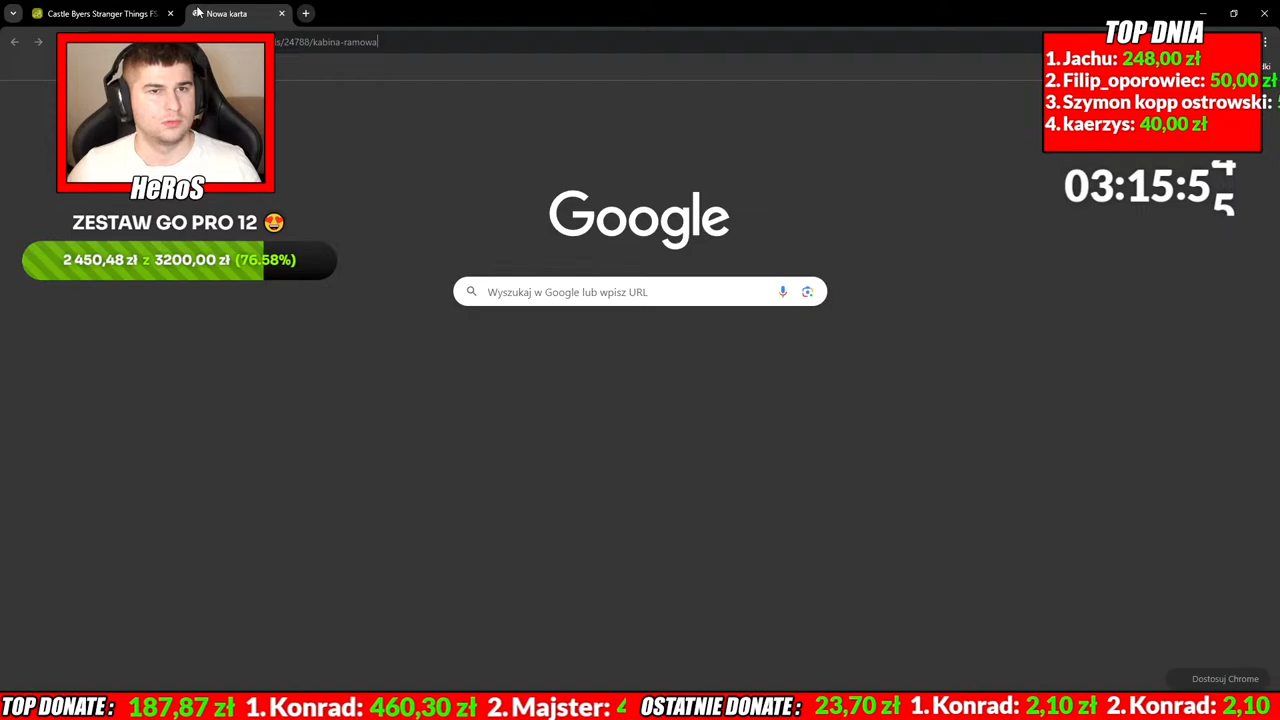 Castle Byers Stranger Things FS
Nowa karta
s/24788/kabina-ramowa
HeRoS
ZESTAW GO PRO 12
2 450,48 zł z 3200,00 zł (76.58%)
TOP DNIA
1. Jachu: 248,00 zł
2. Filip_oporowiec: 50,00 zł
3. Szymon kopp ostrowski:
4. kaerzys: 40,00 zł
03:15:5
Google
Wyszukaj w Google lub wpisz URL
Dostosuj Chrome
TOP DONATE : 187,87 zł 1. Konrad: 460,30 zł 2. Majster:
OSTATNIE DONATE : 23,70 zł 1. Konrad: 2,10 zł 2. Konrad: 2,10